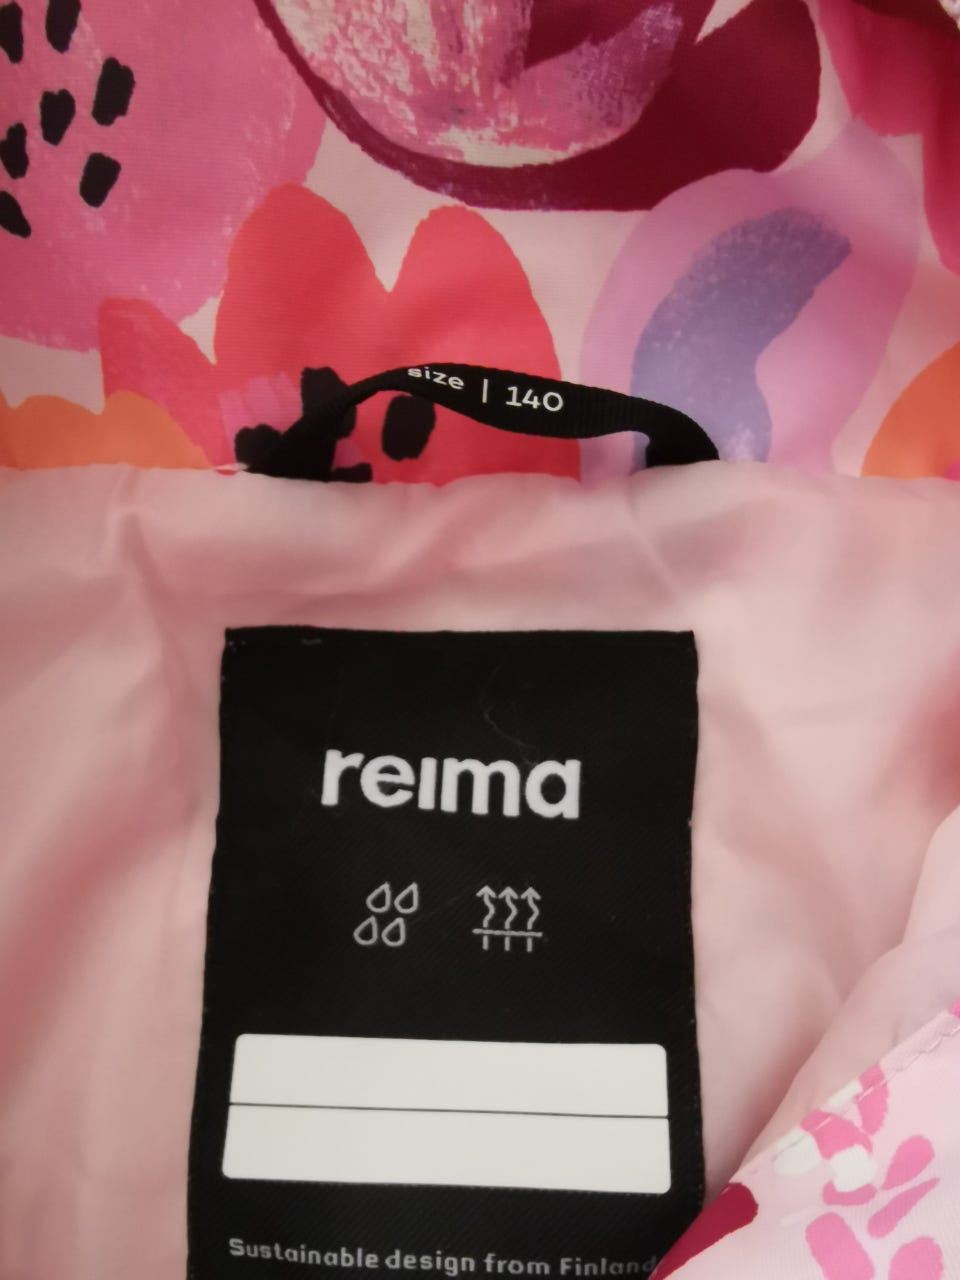 size | 140
reima
Sustainable design from Finland